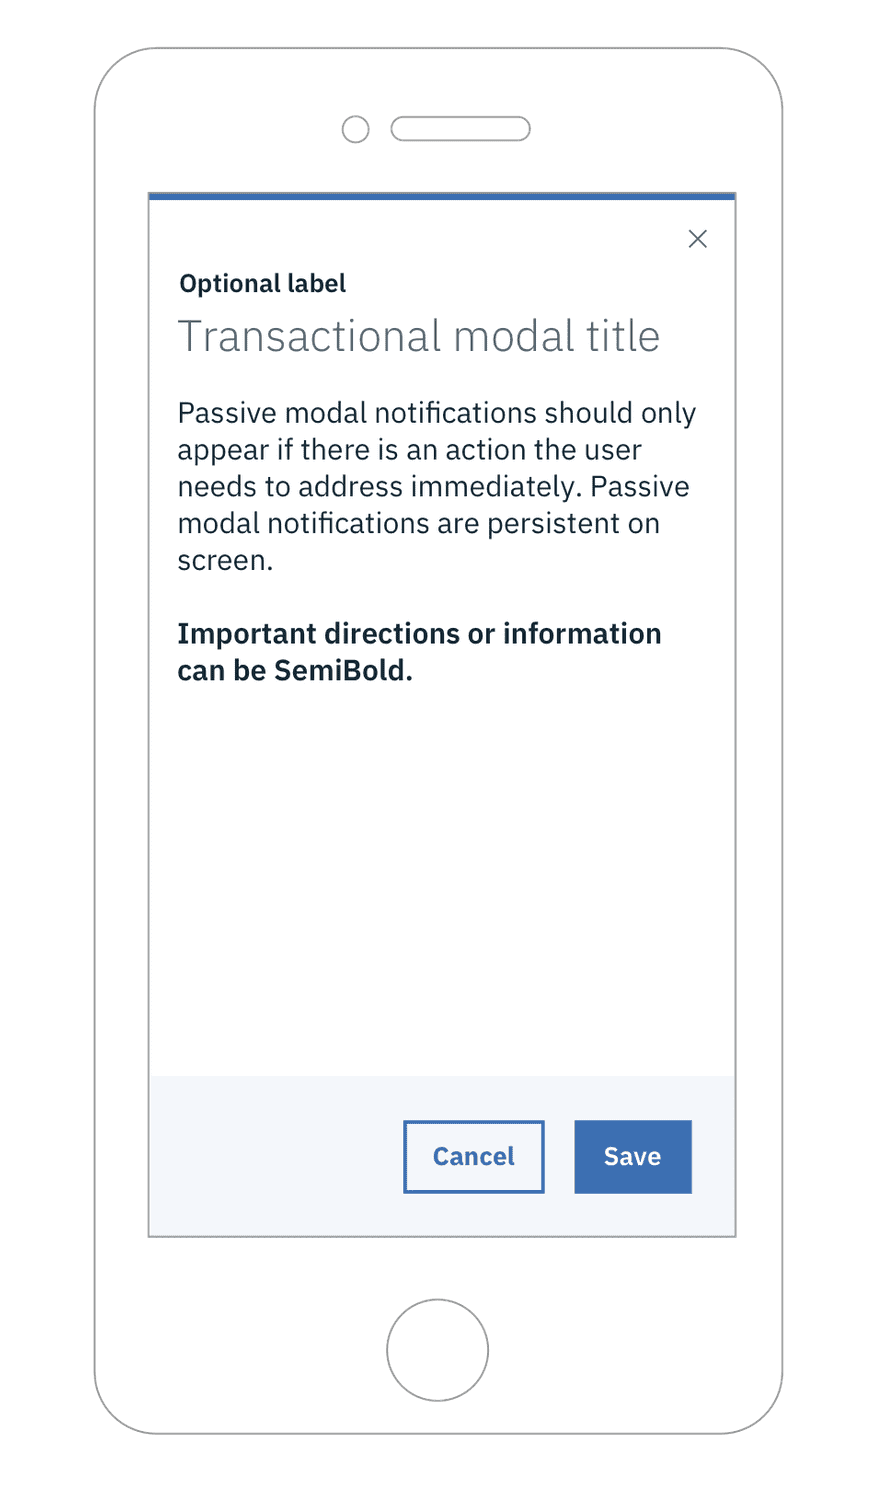 Optional label
Transactional modal title
Passive modal notifications should only
appear if there is an action the user
needs to address immediately. Passive
modal notifications are persistent on
screen.
Important directions or information
can be SemiBold.
Cancel
Save